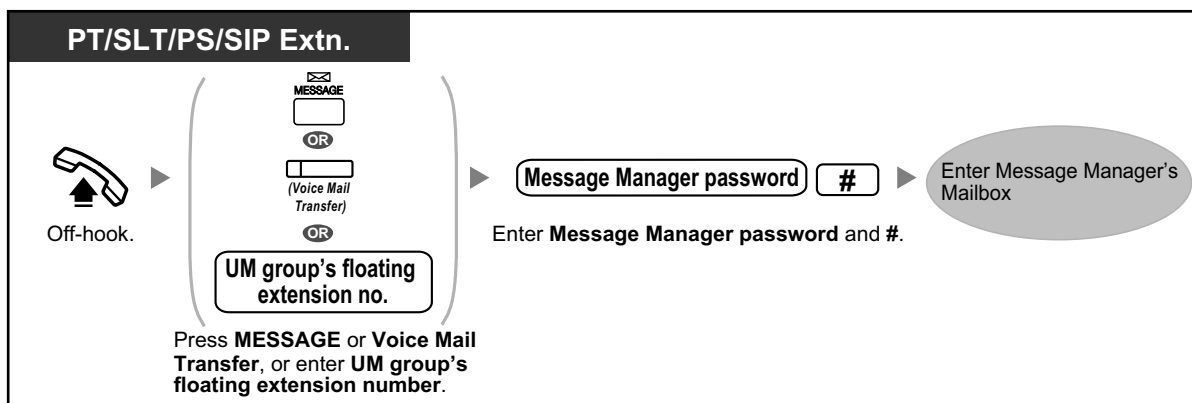 PT/SLT/PS/SIP Extn.
MESSAGE
OR
(Voice Mail
Transfer)
OR
UM group’s floating
extension no.
Off-hook.
Press MESSAGE or Voice Mail
Transfer, or enter UM group’s
floating extension number.
Message Manager password #
Enter Message Manager password and #.
Enter Message Manager’s
Mailbox